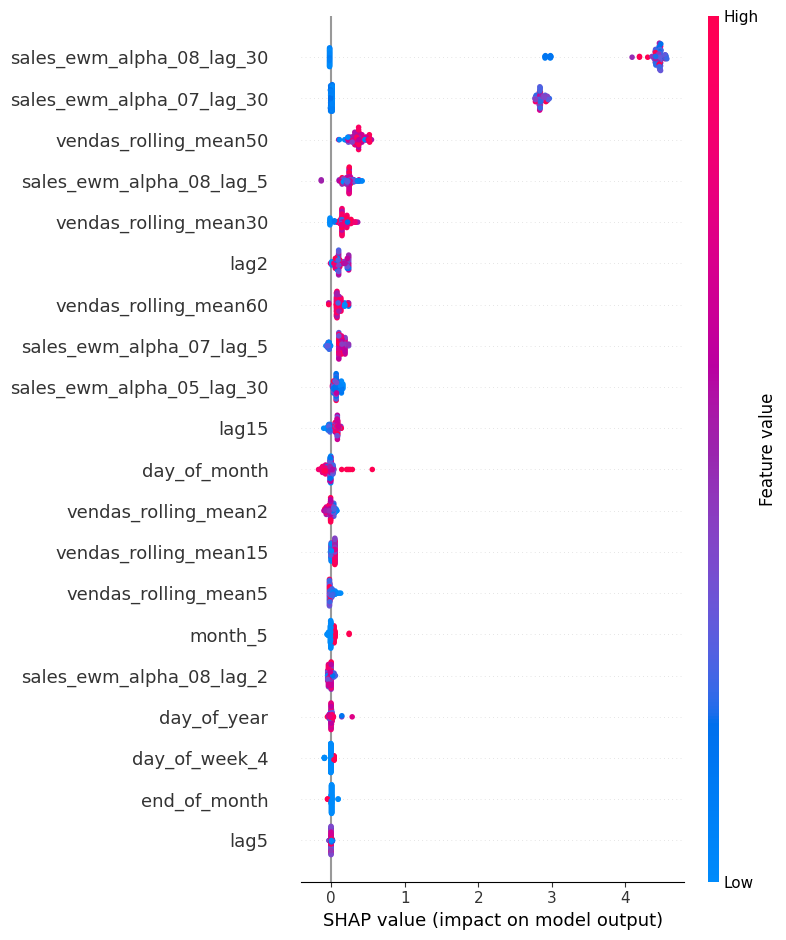 High
sales_ewm_alpha_08_lag_30
sales_ewm_alpha_07_lag_30
vendas_rolling_mean50
sales_ewm_alpha_08_lag_5
vendas_rolling_mean30
lag2
vendas_rolling_mean60
sales_ewm_alpha_07_lag_5
sales_ewm_alpha_05_lag_30
lag15
day_of_month
vendas_rolling_mean2
vendas_rolling_mean15
vendas_rolling_mean5
month_5
sales_ewm_alpha_08_lag_2
day_of_year
day_of_week_4
end_of_month
lag5
Feature value
Low
0 1 2 3 4
SHAP value (impact on model output)